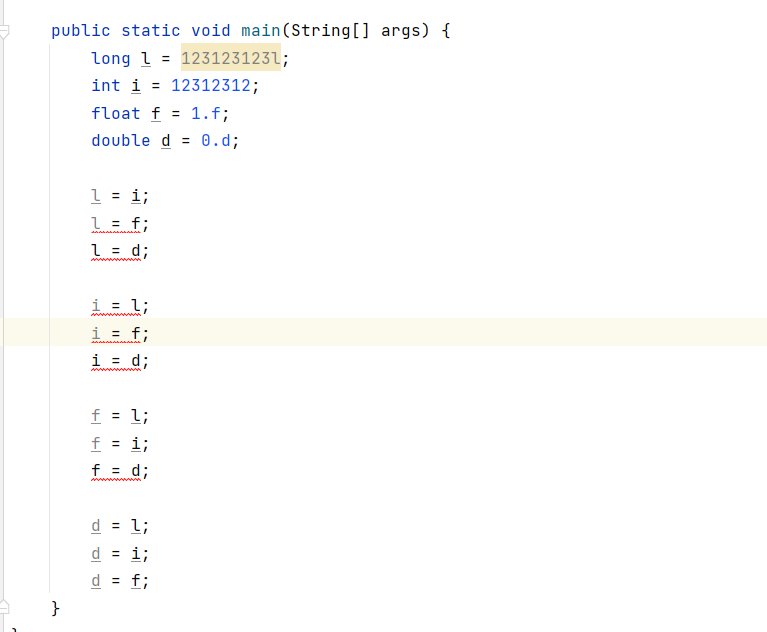 public static void main(String[] args) {
long l = 123123123l;
int i = 12312312;
float f = 1.f;
double d = 0.d;
l = i;
l = f;
l = d;
i = l;
i = f;
i = d;
f = l;
f = i;
f = d;
d = l;
d = i;
d = f;
}
}